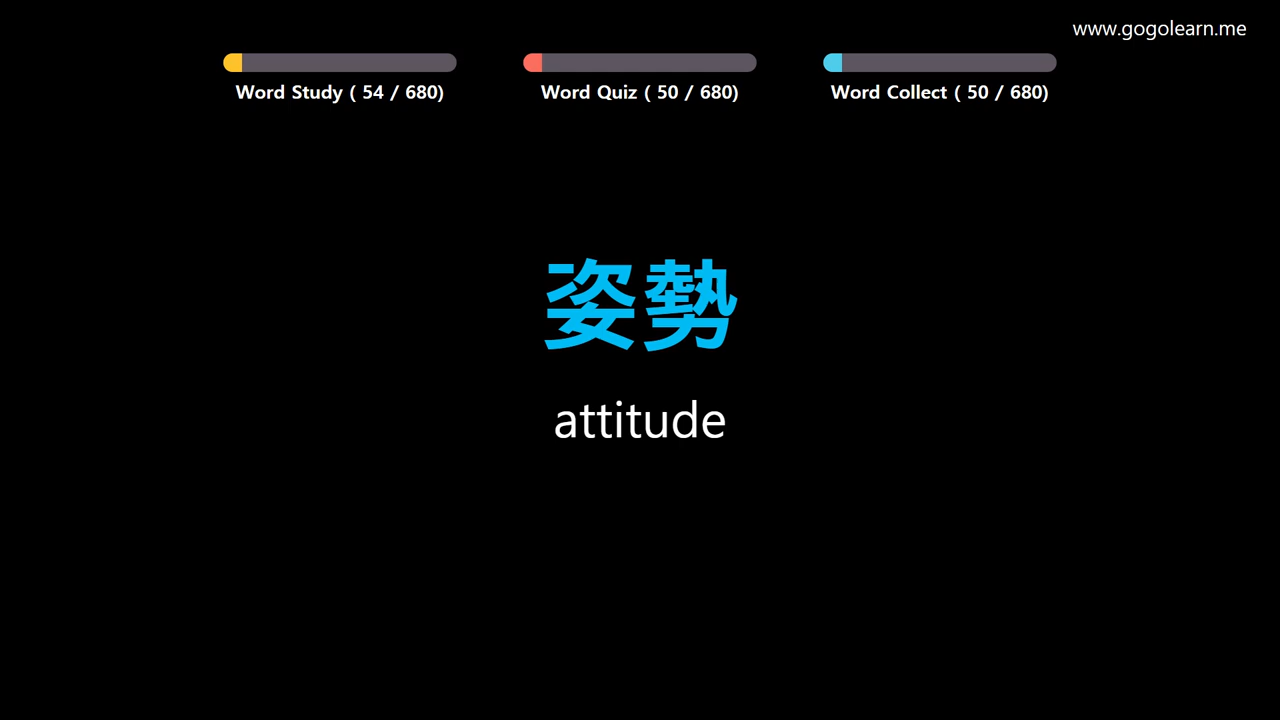 www.gogolearn.me
Word Study ( 54 / 680)
Word Quiz ( 50 / 680)
Word Collect ( 50 / 680)
姿勢
attitude